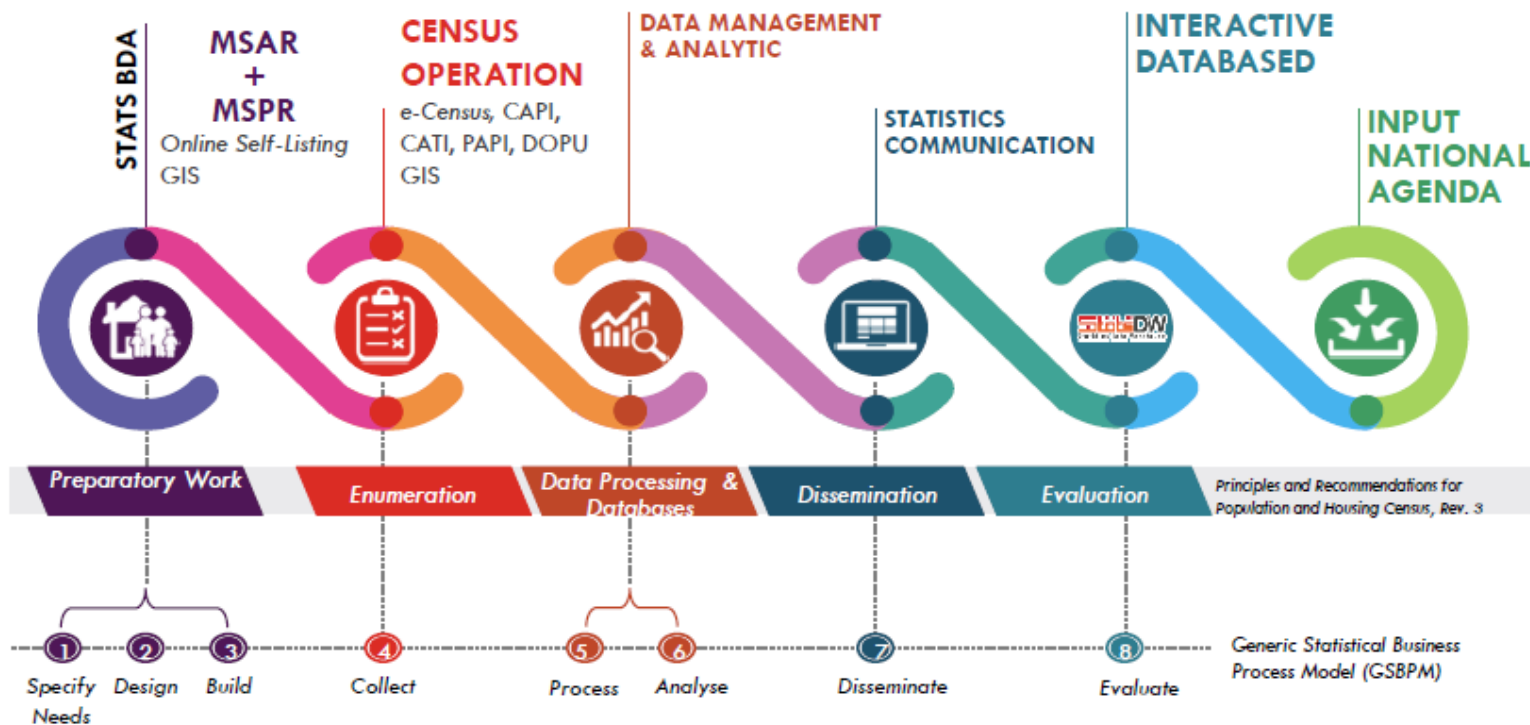 STATS BDA
MSAR
+
MSPR
Online Self-Listing
GIS
CENSUS
OPERATION
e-Census, CAPI,
CATI, PAPI, DOPU
GIS
DATA MANAGEMENT
& ANALYTIC
STATISTICS
COMMUNICATION
INTERACTIVE
DATABASED
INPUT
NATIONAL
AGENDA
DW
Preparatory Work
Enumeration
Data Processing &
Databases
Dissemination
Evaluation
Principles and Recommendations for
Population and Housing Census, Rev. 3
1
2
3
4
5
6
7
8
Generic Statistical Business
Process Model (GSBPM)
Specify
Needs
Design
Build
Collect
Process
Analyse
Disseminate
Evaluate